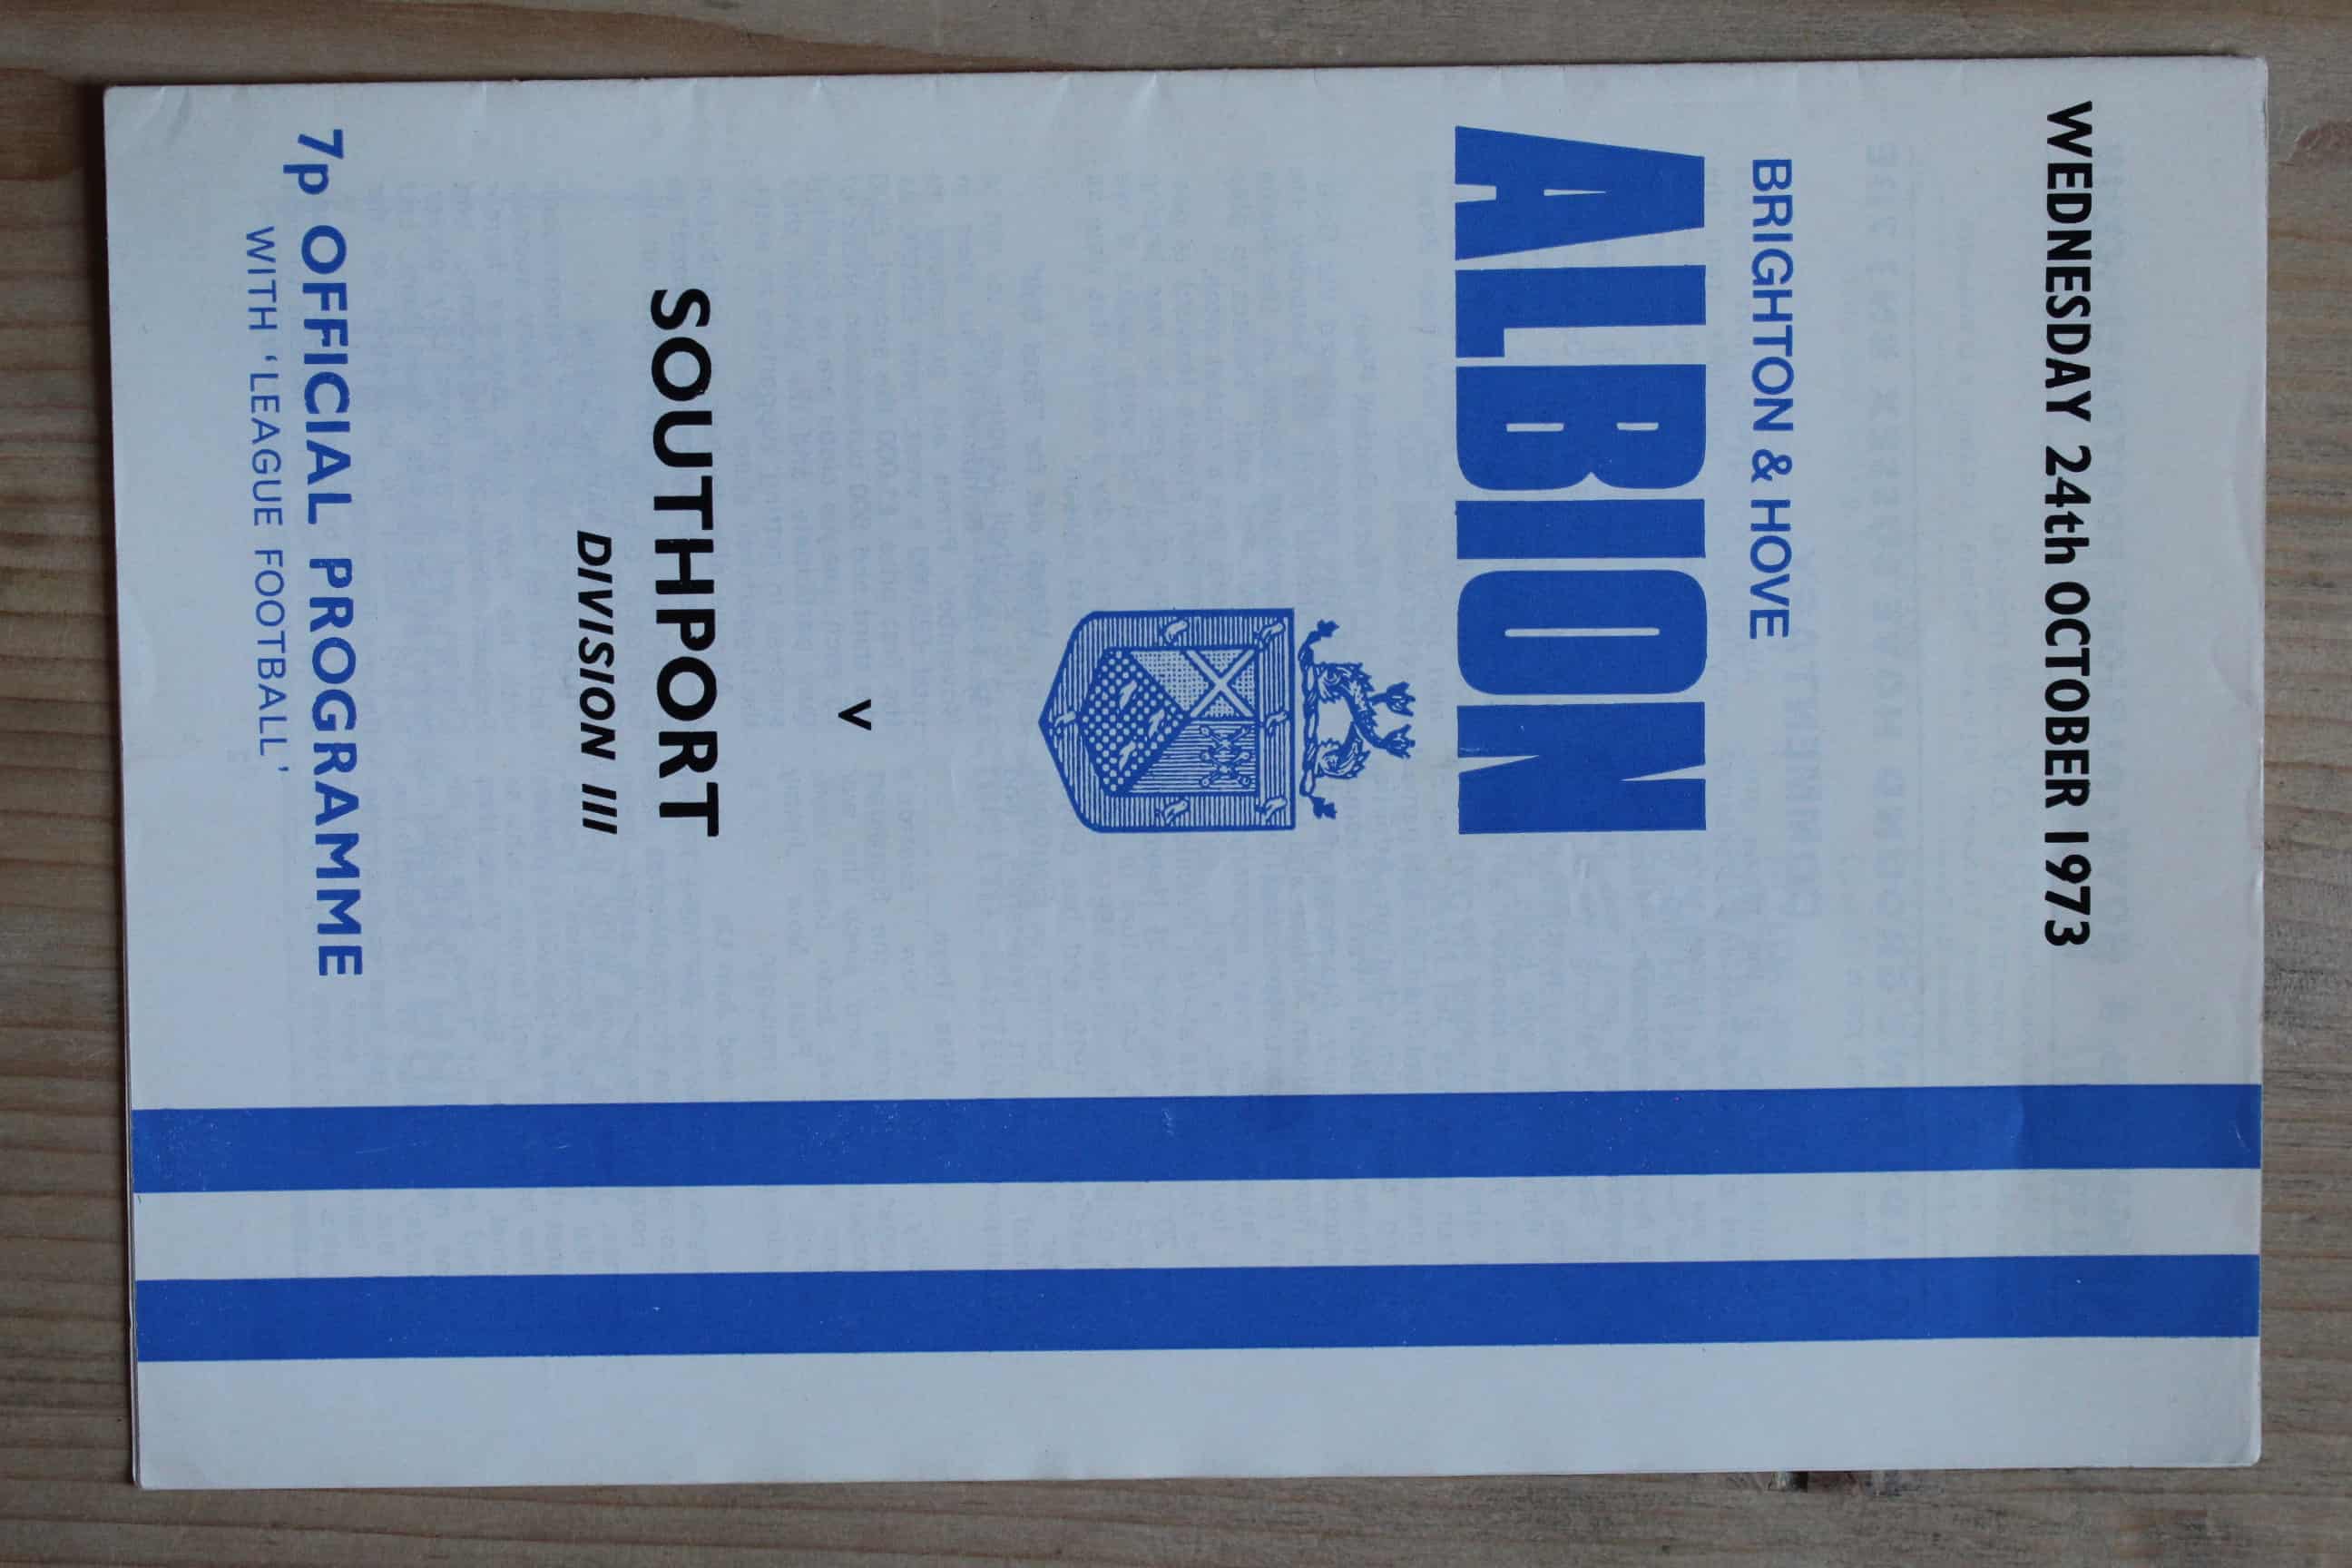 WEDNESDAY 24th OCTOBER 1973
BRIGHTON & HOVE
ALBION
v
SOUTHPORT
DIVISION III
7p OFFICIAL PROGRAMME
WITH 'LEAGUE FOOTBALL'